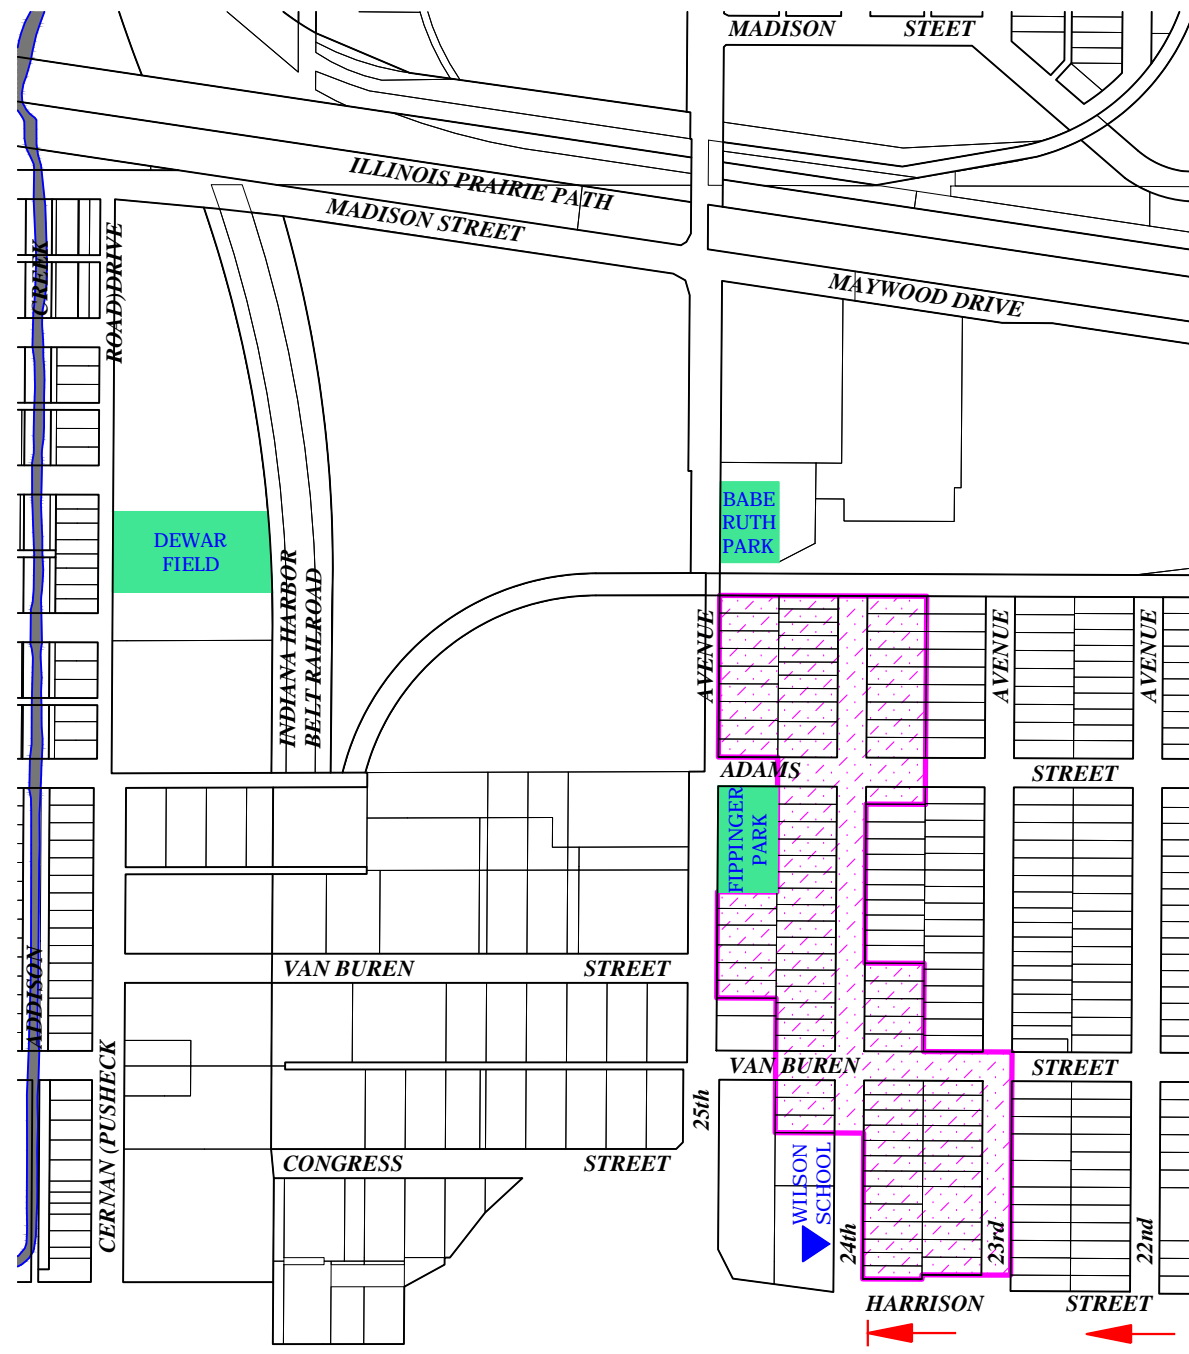 MADISON STEET
ILLINOIS PRAIRIE PATH
MADISON STREET
CREEK
ROAD)DRIVE
MAYWOOD DRIVE
BABE
RUTH
PARK
DEWAR
FIELD
INDIANA HARBOR
BELT RAILROAD
AVENUE
AVENUE
AVENUE
ADAMS STREET
FIPPINGER
PARK
VAN BUREN STREET
ADDISON
VAN BUREN STREET
CERNAN (PUSHECK
25th
CONGRESS STREET
WILSON
SCHOOL
24th
23rd
22nd
HARRISON STREET